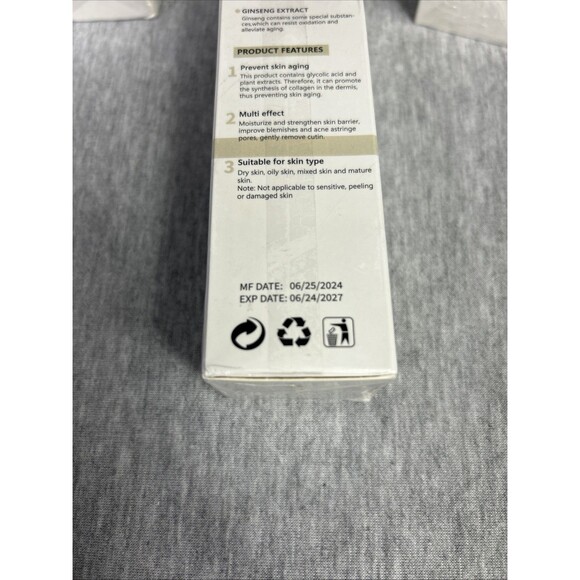 GINSENG EXTRACT
Ginseng contains some special substan-
ces,which can resist oxidation and
alleviate aging.
PRODUCT FEATURES
1 Prevent skin aging
This product contains glycolic acid and
plant extracts. Therefore, it can promote
the synthesis of collagen in the dermis,
thus preventing skin aging.
2 Multi effect
Moisturize and strengthen skin barrier,
improve blemishes and acne astringe
pores, gently remove cutin.
3 Suitable for skin type
Dry skin, oily skin, mixed skin and mature
skin.
Note: Not applicable to sensitive, peeling
or damaged skin
MF DATE: 06/25/2024
EXP DATE: 06/24/2027